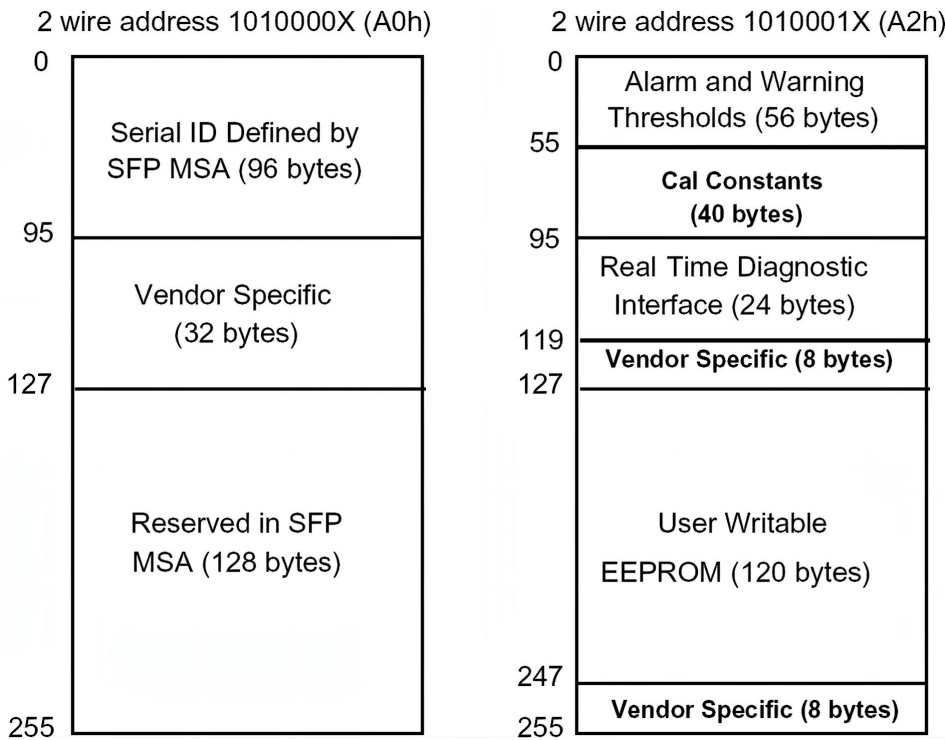 2 wire address 1010000X (A0h)
0
Serial ID Defined by
SFP MSA (96 bytes)
95
Vendor Specific
(32 bytes)
127
Reserved in SFP
MSA (128 bytes)
255
2 wire address 1010001X (A2h)
0
Alarm and Warning
Thresholds (56 bytes)
55
Cal Constants
(40 bytes)
95
Real Time Diagnostic
Interface (24 bytes)
119
Vendor Specific (8 bytes)
127
User Writable
EEPROM (120 bytes)
247
Vendor Specific (8 bytes)
255